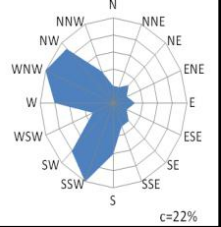 N
NNW NNE
NW NE
WNW ENE
W E
WSW ESE
SW SE
SSW SSE
S
c=22%